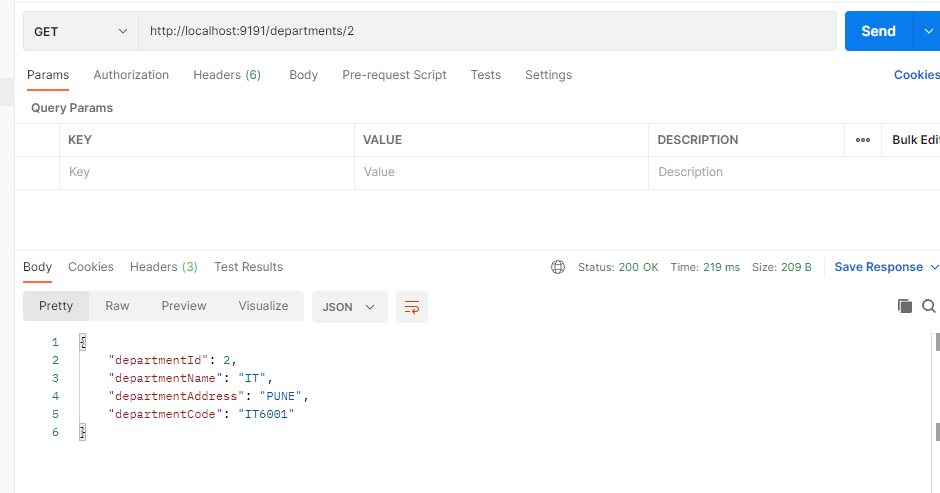 GET http://localhost:9191/departments/2 Send
Params Authorization Headers (6) Body Pre-request Script Tests Settings Cookies
Query Params
KEY VALUE DESCRIPTION ooo Bulk Edit
Key Value Description
Body Cookies Headers (3) Test Results Status: 200 OK Time: 219 ms Size: 209 B Save Response
Pretty Raw Preview Visualize JSON
1 {
2 "departmentId": 2,
3 "departmentName": "IT",
4 "departmentAddress": "PUNE",
5 "departmentCode": "IT6001"
6 }